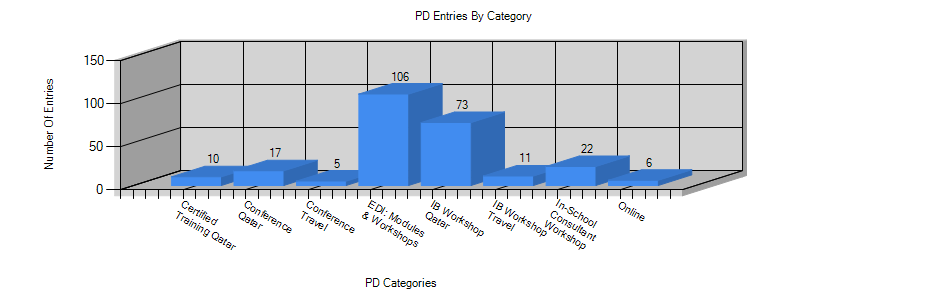 PD Entries By Category
Number Of Entries
150
100
50
0
10
17
5
106
73
11
22
6
Certified
Training Qatar
Conference
Qatar
Conference
Travel
EDI: Modules
& Workshops
IB Workshop
Qatar
IB Workshop
Travel
In-School
Consultant
Workshop
Online
PD Categories